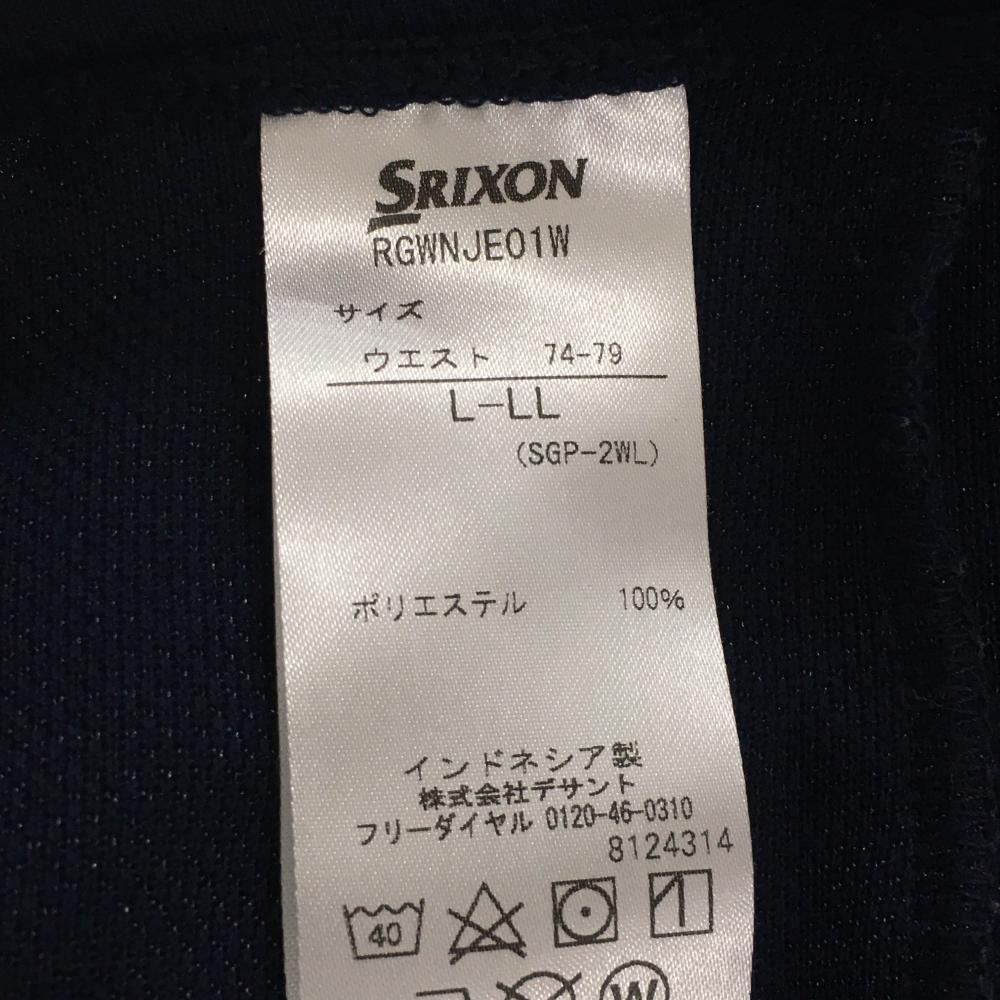 SRIXON
RGWNJE01W
サイズ
ウエスト 74-79
L-LL
(SGP-2WL)
ポリエステル 100%
インドネシア製
株式会社デサント
フリーダイヤル 0120-46-0310
8124314
40
W